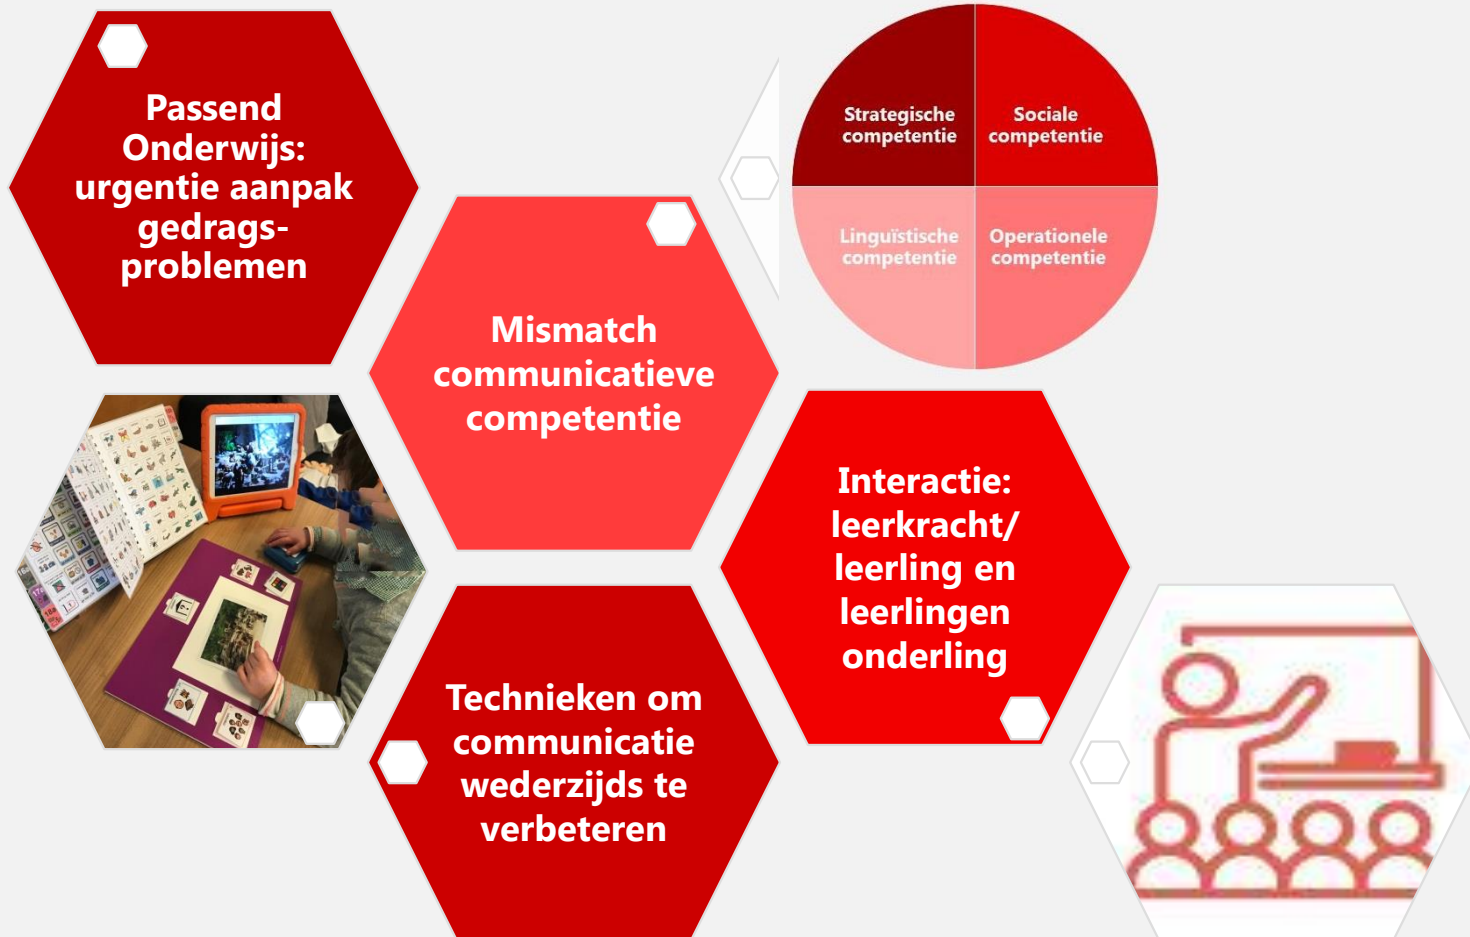 Passend
Onderwijs:
urgentie aanpak
gedrags-
problemen
Mismatch
communicatieve
competentie
Strategische
competentie
Sociale
competentie
Linguïstische
competentie
Operationele
competentie
Interactie:
leerkracht/
leerling en
leerlingen
onderling
Technieken om
communicatie
wederzijds te
verbeteren